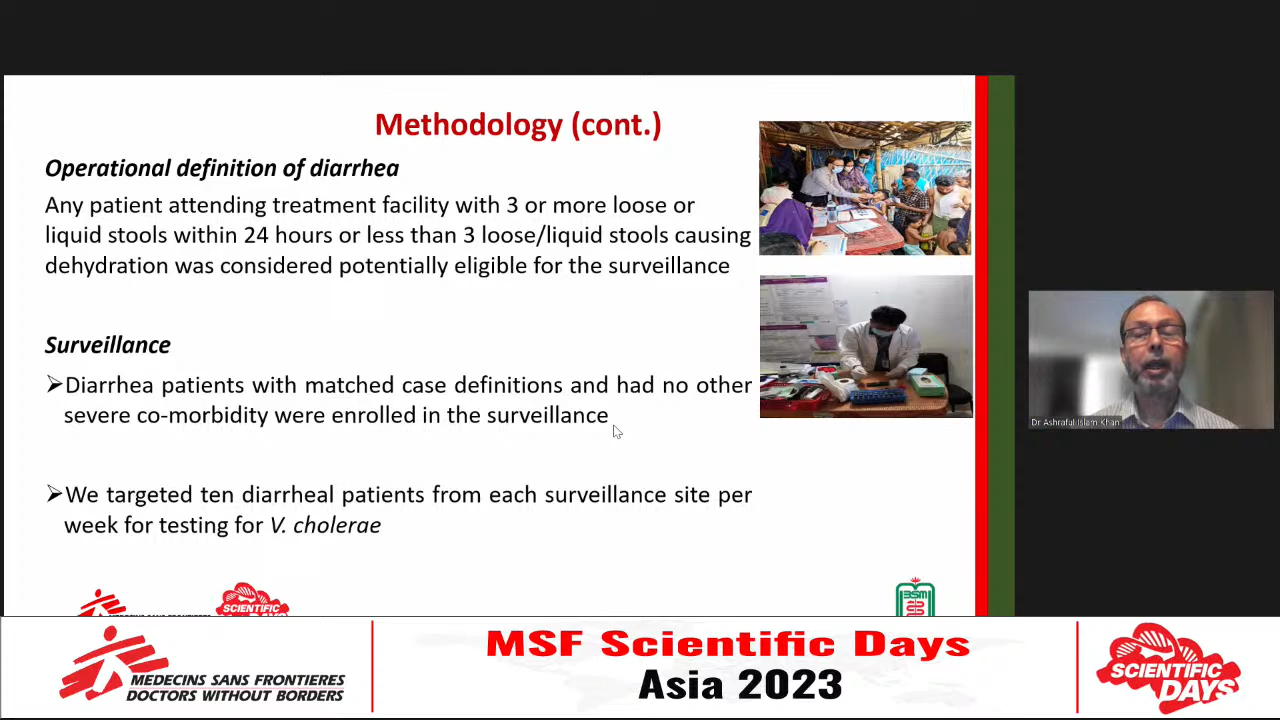 Methodology (cont.)
Operational definition of diarrhea
Any patient attending treatment facility with 3 or more loose or
liquid stools within 24 hours or less than 3 loose/liquid stools causing
dehydration was considered potentially eligible for the surveillance
Surveillance
➢Diarrhea patients with matched case definitions and had no other
severe co-morbidity were enrolled in the surveillance
➢We targeted ten diarrheal patients from each surveillance site per
week for testing for V. cholerae
Dr Ashraful Islam Khan
SCIENTIFIC
DAYS
MEDECINS SANS FRONTIERES
DOCTORS WITHOUT BORDERS
MSF Scientific Days
Asia 2023
SCIENTIFIC
DAYS